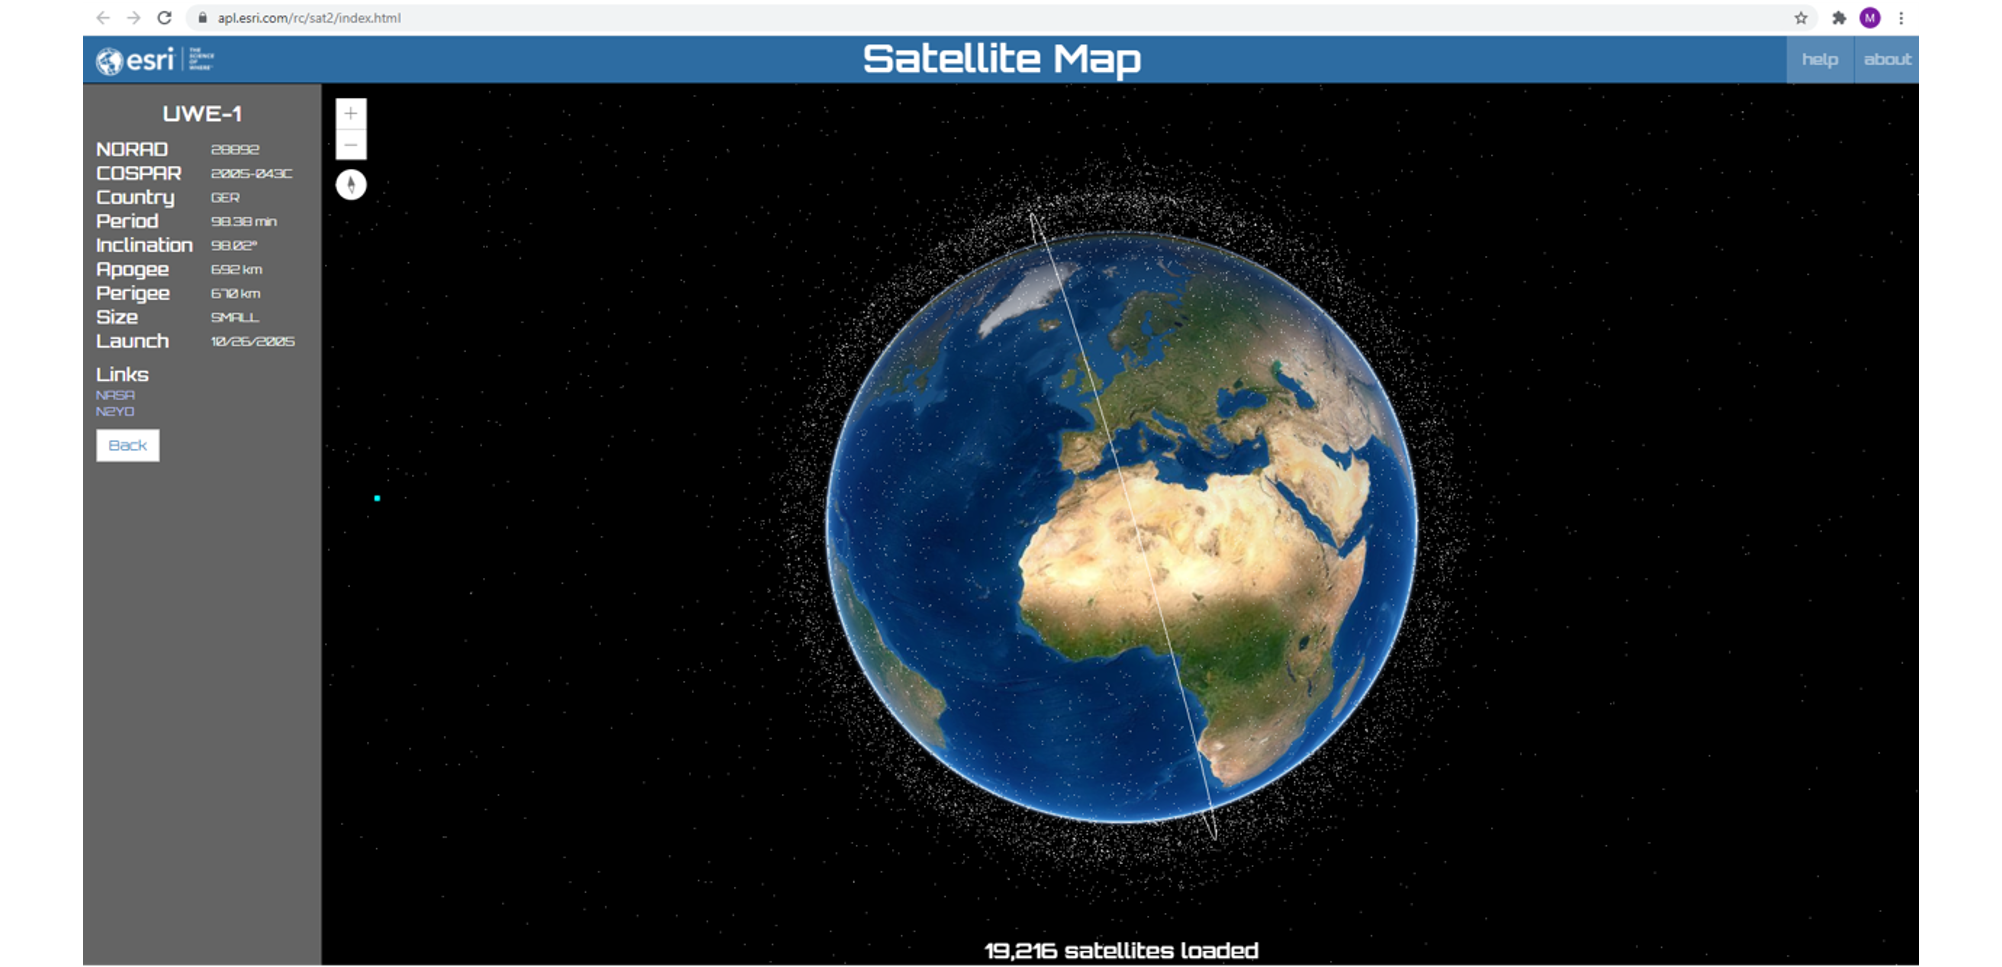 apl.esri.com/rc/sat2/index.html
M
esri THE SCIENCE OF WHERE
Satellite Map
help
about
UWE-1
NORAD 28892
COSPAR 2005-043C
Country GER
Period 98.38 min
Inclination 98.02°
Apogee 692 km
Perigee 670 km
Size SMALL
Launch 10/26/2005
Links
NASA
N2YO
Back
19,216 satellites loaded